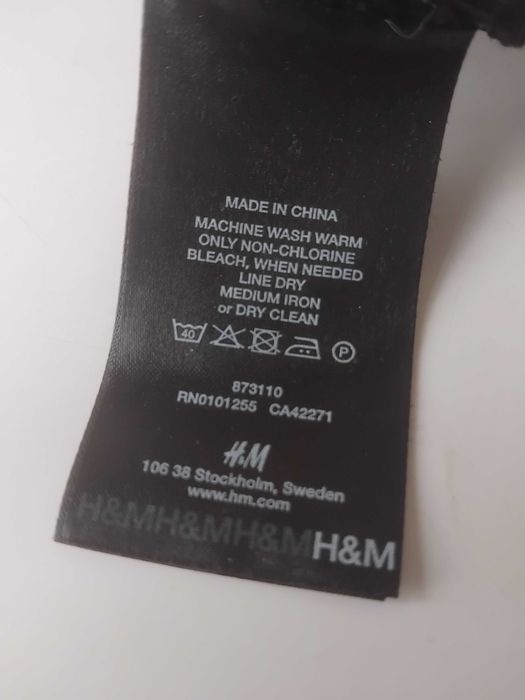 MADE IN CHINA
MACHINE WASH WARM
ONLY NON-CHLORINE
BLEACH, WHEN NEEDED
LINE DRY
MEDIUM IRON
or DRY CLEAN
40 P
873110
RN0101255 CA42271
H&M
106 38 Stockholm, Sweden
www.hm.com
H&MH&MH&MH&M